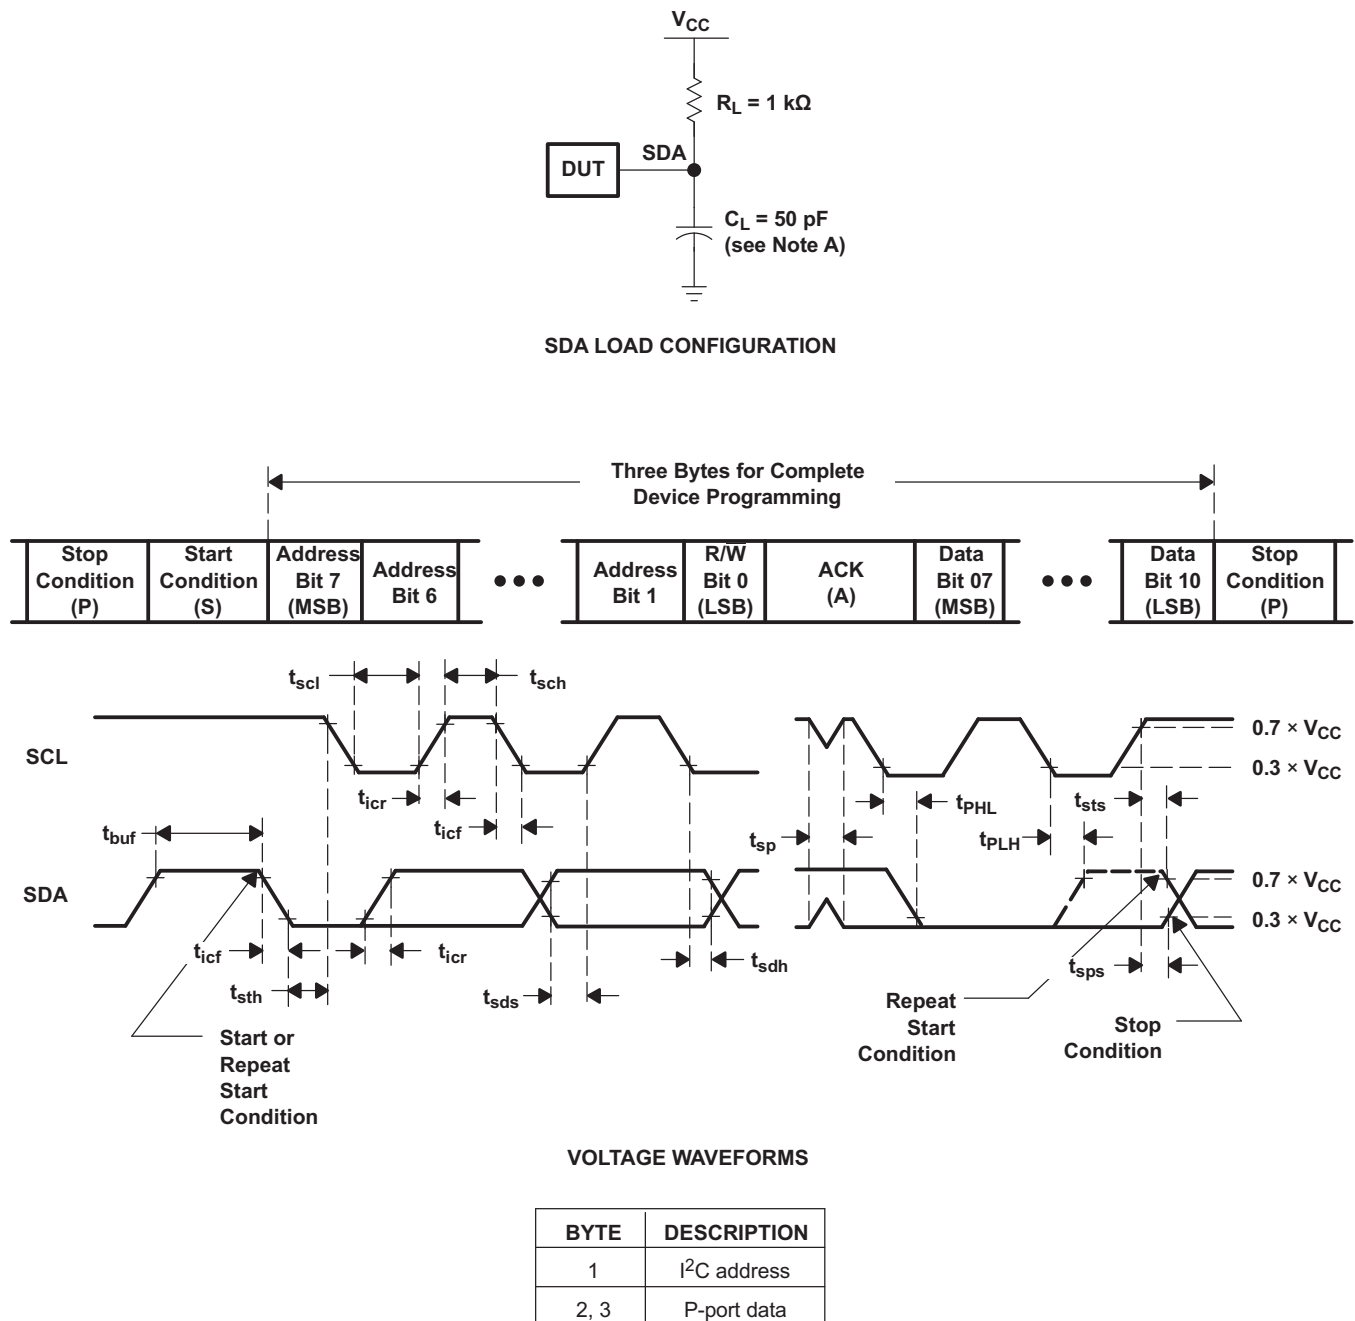 VCC
RL = 1 kΩ
SDA
DUT
CL = 50 pF
(see Note A)
SDA LOAD CONFIGURATION
Three Bytes for Complete
Device Programming
Stop
Condition
(P)
Start
Condition
(S)
Address
Bit 7
(MSB)
Address
Bit 6
•••
Address
Bit 1
R/W̅
Bit 0
(LSB)
ACK
(A)
Data
Bit 07
(MSB)
•••
Data
Bit 10
(LSB)
Stop
Condition
(P)
tscl
tsch
SCL
0.7 × VCC
0.3 × VCC
ticr
ticf
tPHL
tsts
tbuf
tsp
tPLH
SDA
0.7 × VCC
0.3 × VCC
ticf
ticr
tsdh
tsth
tsds
tsps
Start or
Repeat
Start
Condition
Repeat
Start
Condition
Stop
Condition
VOLTAGE WAVEFORMS
BYTE DESCRIPTION
1 I²C address
2, 3 P-port data